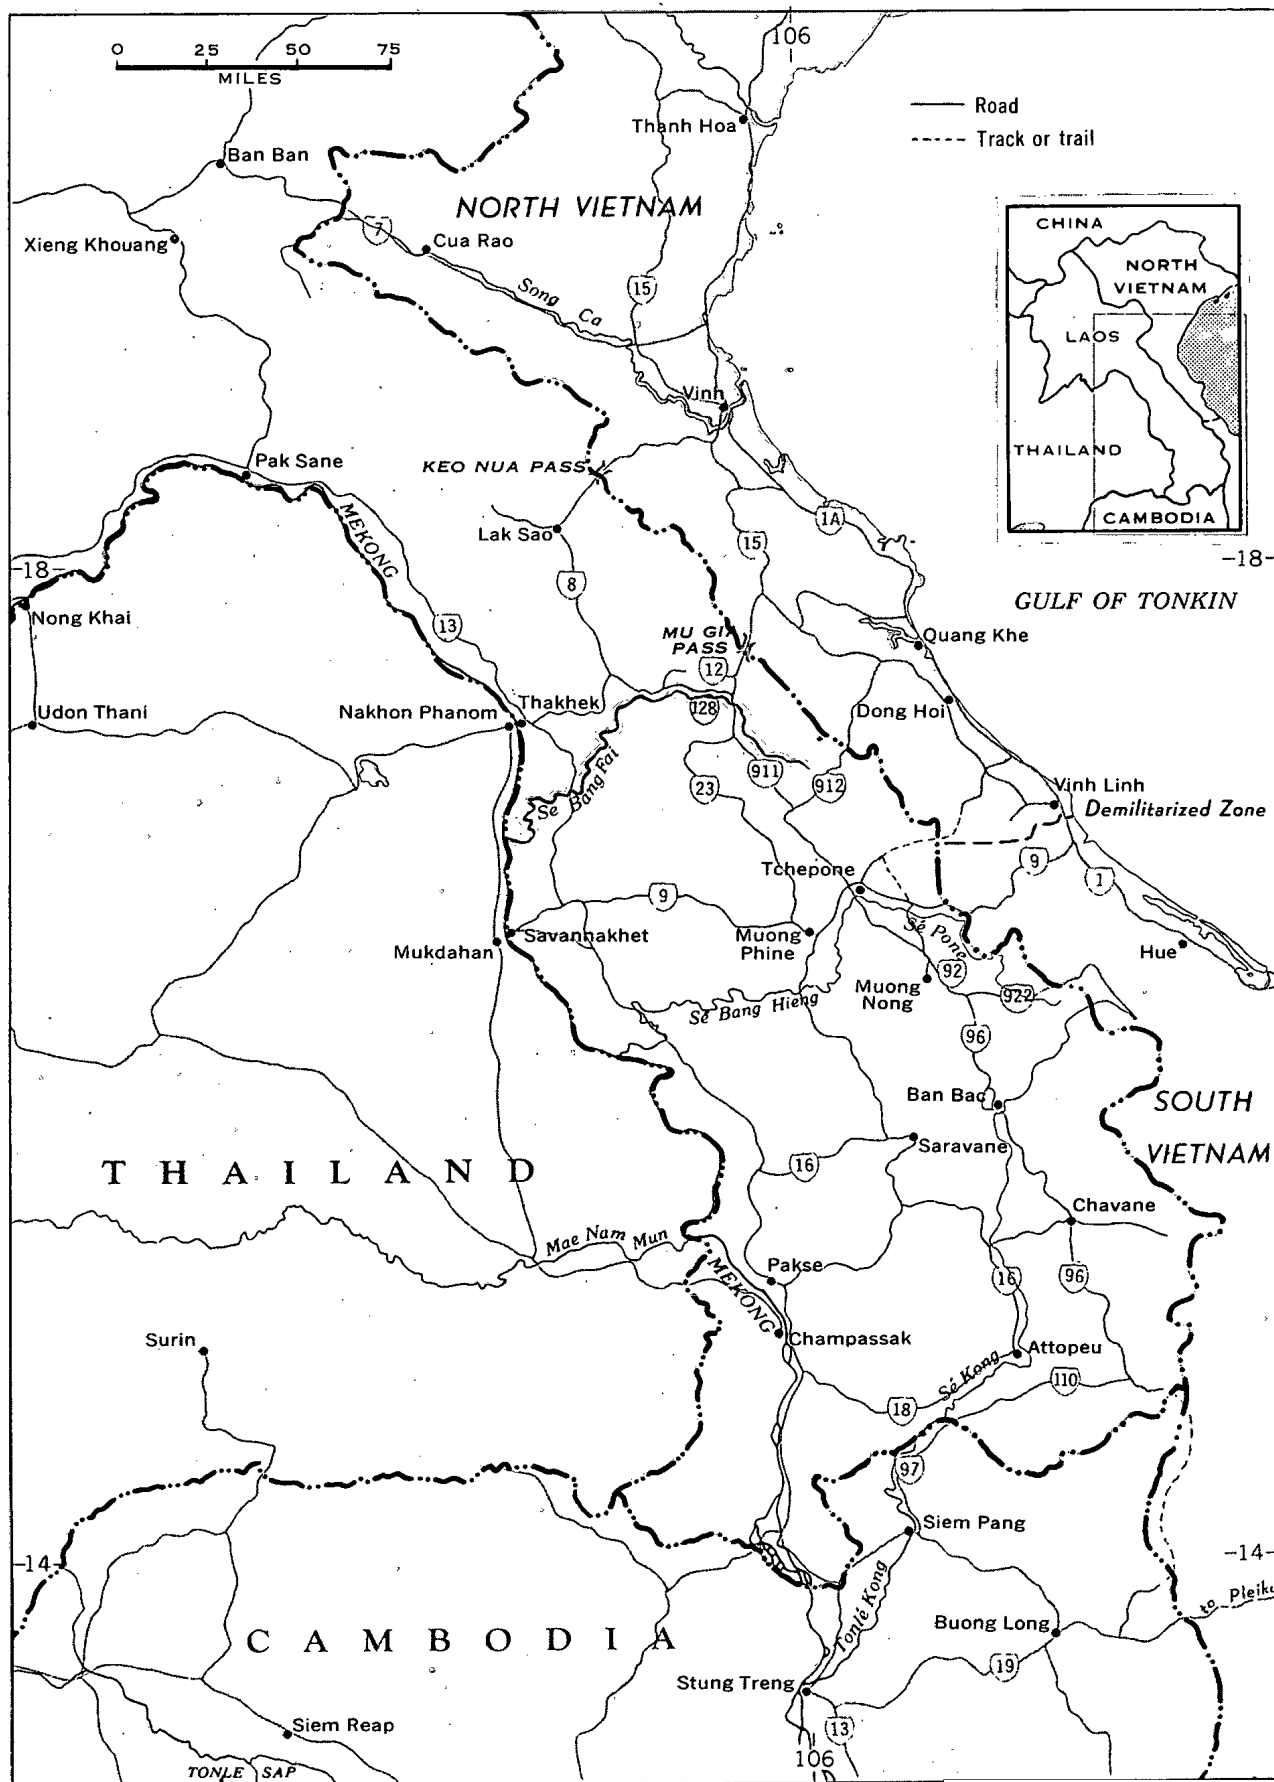 106
0 25 50 75
MILES
Road
Track or trail
Thanh Hoa
Ban Ban
NORTH VIETNAM
CHINA
NORTH
VIETNAM
LAOS
THAILAND
CAMBODIA
Xieng Khouang
7
Cua Rao
Song Ca
15
Vinh
Pak Sane
KEO NUA PASS
MEKONG
Lak Sao
1A
15
18
18
8
Nong Khai
GULF OF TONKIN
13
MU GIA
PASS
Quang Khe
12
Udon Thani
Nakhon Phanom
Thakhek
128
Dong Hoi
Se Bang Fai
911
912
23
Vinh Linh
Demilitarized Zone
Tchepone
9
1
9
Savannakhet
Mukdahan
Muong
Phine
Sé Pone
Hue
92
Muong
Nong
922
Sé Bang Hieng
96
Ban Bac
SOUTH
VIETNAM
Saravane
THAILAND
16
Chavane
Mae Nam Mun
MEKONG
Pakse
16
96
Surin
Champassak
Attopeu
Sé Kong
110
18
97
Siem Pang
14
14
Tonlé Kong
to Pleiku
CAMBODIA
Buong Long
19
Stung Treng
Siem Reap
13
106
TONLE SAP